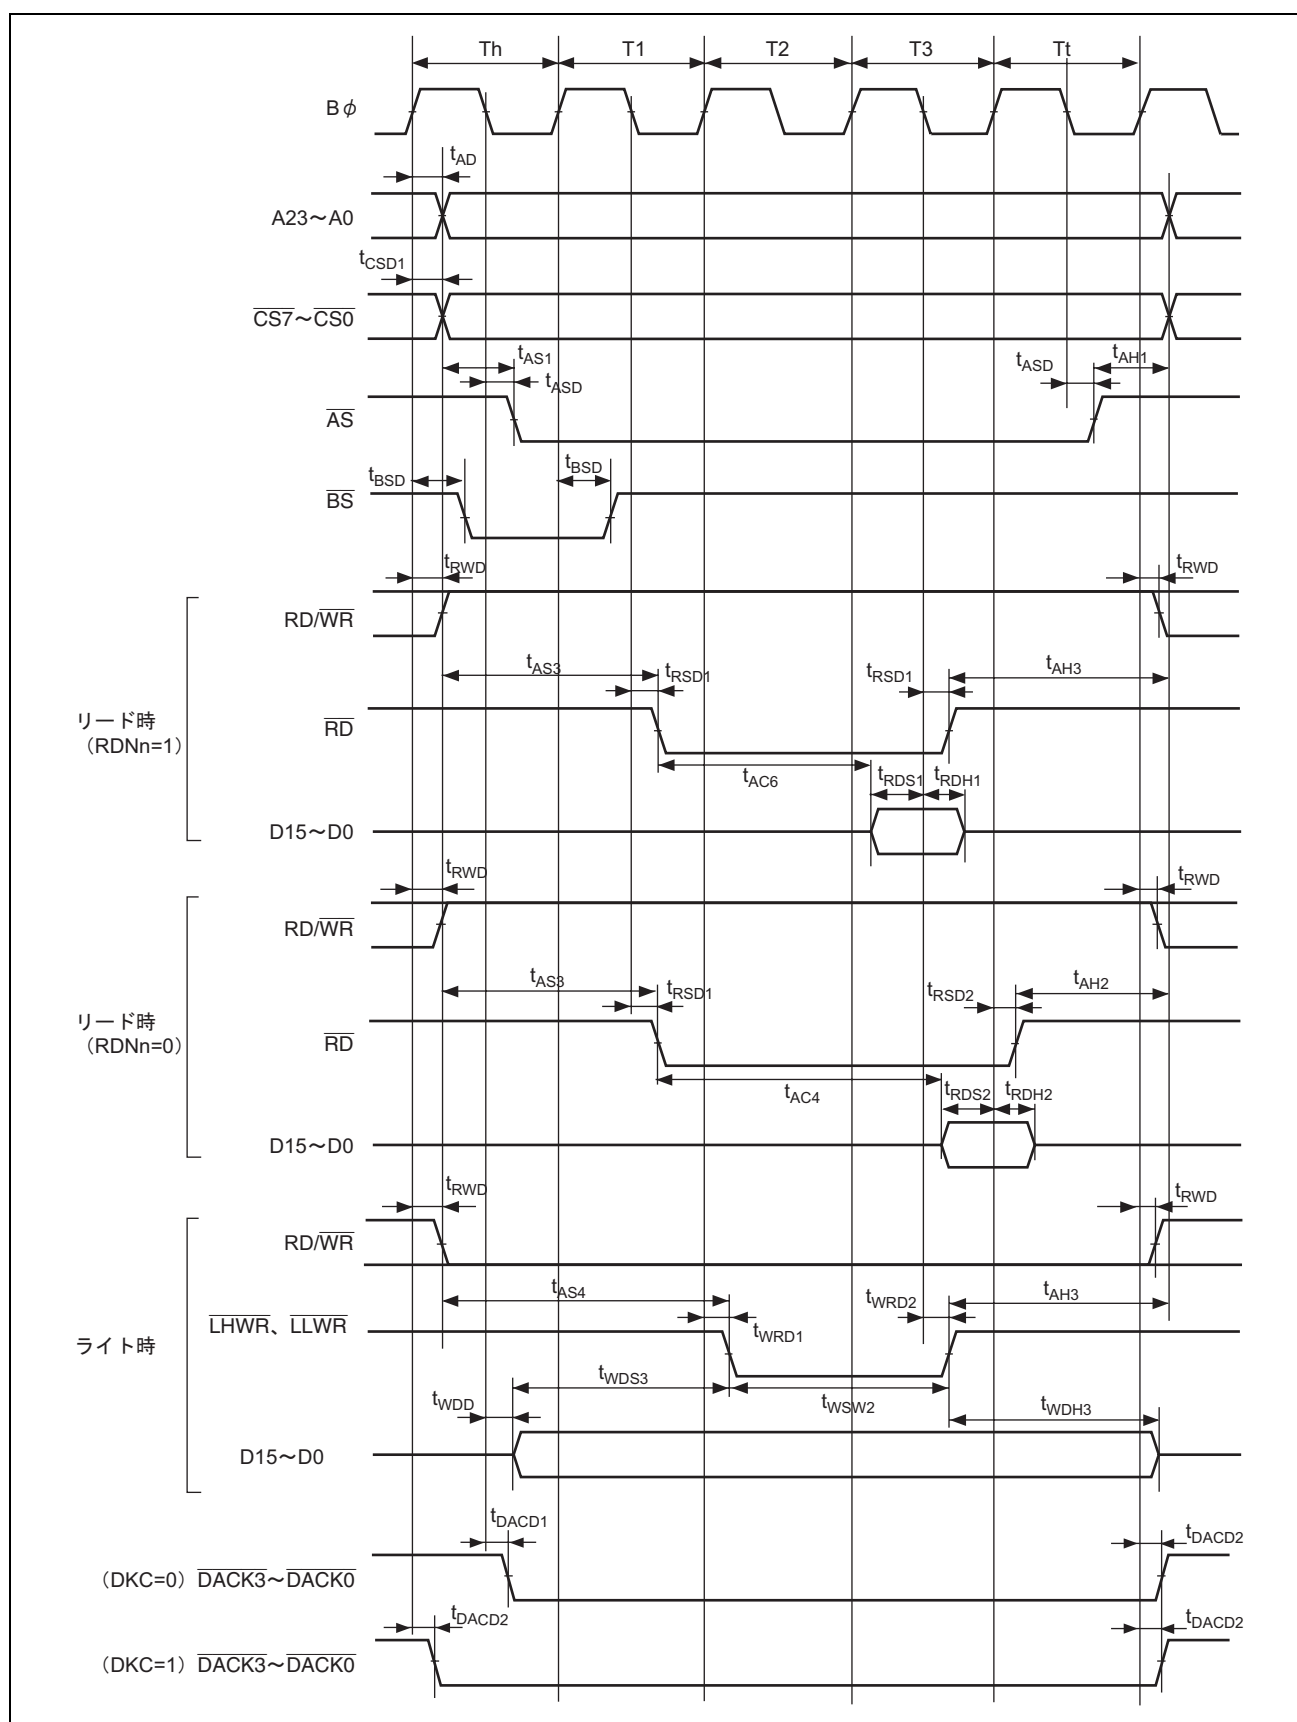 Th T1 T2 T3 Tt
Bφ
tAD
A23～A0
tCSD1
CS7～CS0
tAS1 tASD tASD tAH1
AS
tBSD tBSD
BS
tRWD tRWD
RD/WR
tAS3 tRSD1 tRSD1 tAH3
リード時
（RDNn=1）
RD
tAC6 tRDS1 tRDH1
D15～D0
tRWD tRWD
RD/WR
tAS3 tRSD1 tRSD2 tAH2
リード時
（RDNn=0）
RD
tAC4 tRDS2 tRDH2
D15～D0
tRWD tRWD
RD/WR
tAS4 tWRD2 tAH3
LHWR、LLWR
tWRD1
ライト時
tWDS3
tWDD tWSW2 tWDH3
D15～D0
tDACD1 tDACD2
（DKC=0）DACK3～DACK0
tDACD2 tDACD2
（DKC=1）DACK3～DACK0